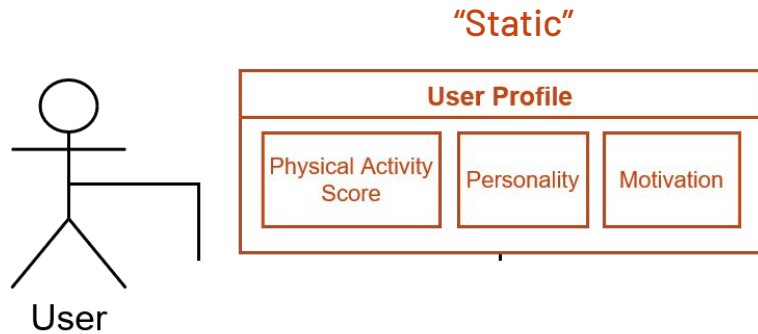 “Static”
User Profile
Physical Activity
Score
Personality
Motivation
User